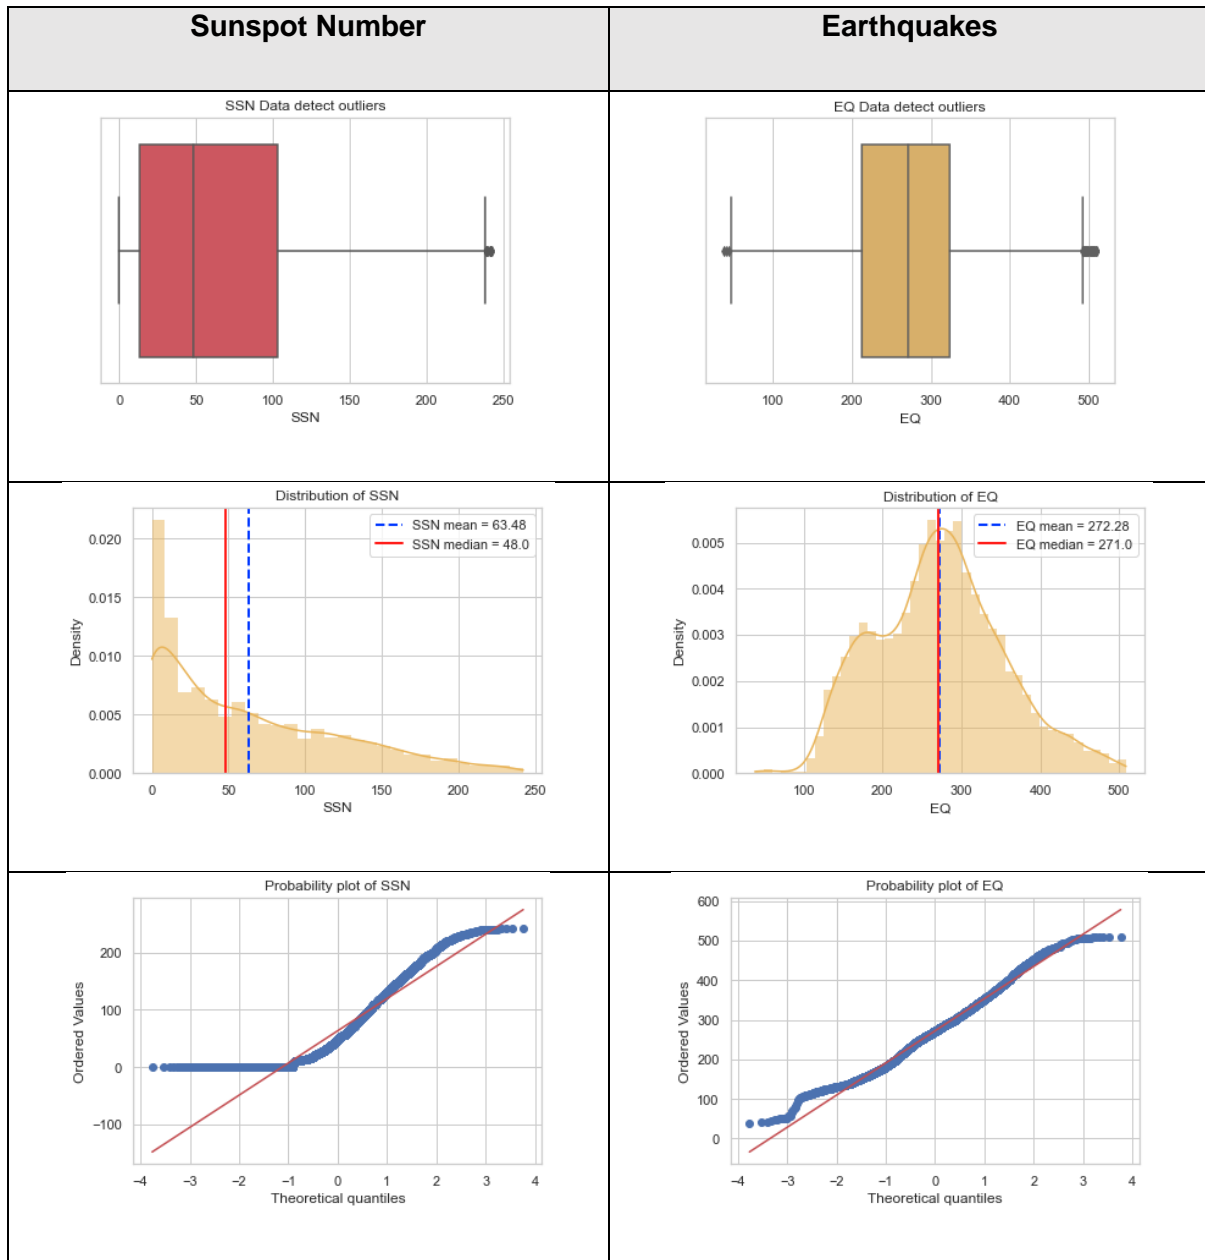 Sunspot Number
Earthquakes
SSN Data detect outliers
0 50 100 150 200 250
SSN
EQ Data detect outliers
100 200 300 400 500
EQ
Distribution of SSN
SSN mean = 63.48
SSN median = 48.0
0.020
0.015
0.010
0.005
0.000
Density
0 50 100 150 200 250
SSN
Distribution of EQ
EQ mean = 272.28
EQ median = 271.0
0.005
0.004
0.003
0.002
0.001
0.000
Density
100 200 300 400 500
EQ
Probability plot of SSN
200
100
0
−100
Ordered Values
−4 −3 −2 −1 0 1 2 3 4
Theoretical quantiles
Probability plot of EQ
600
500
400
300
200
100
0
Ordered Values
−4 −3 −2 −1 0 1 2 3 4
Theoretical quantiles